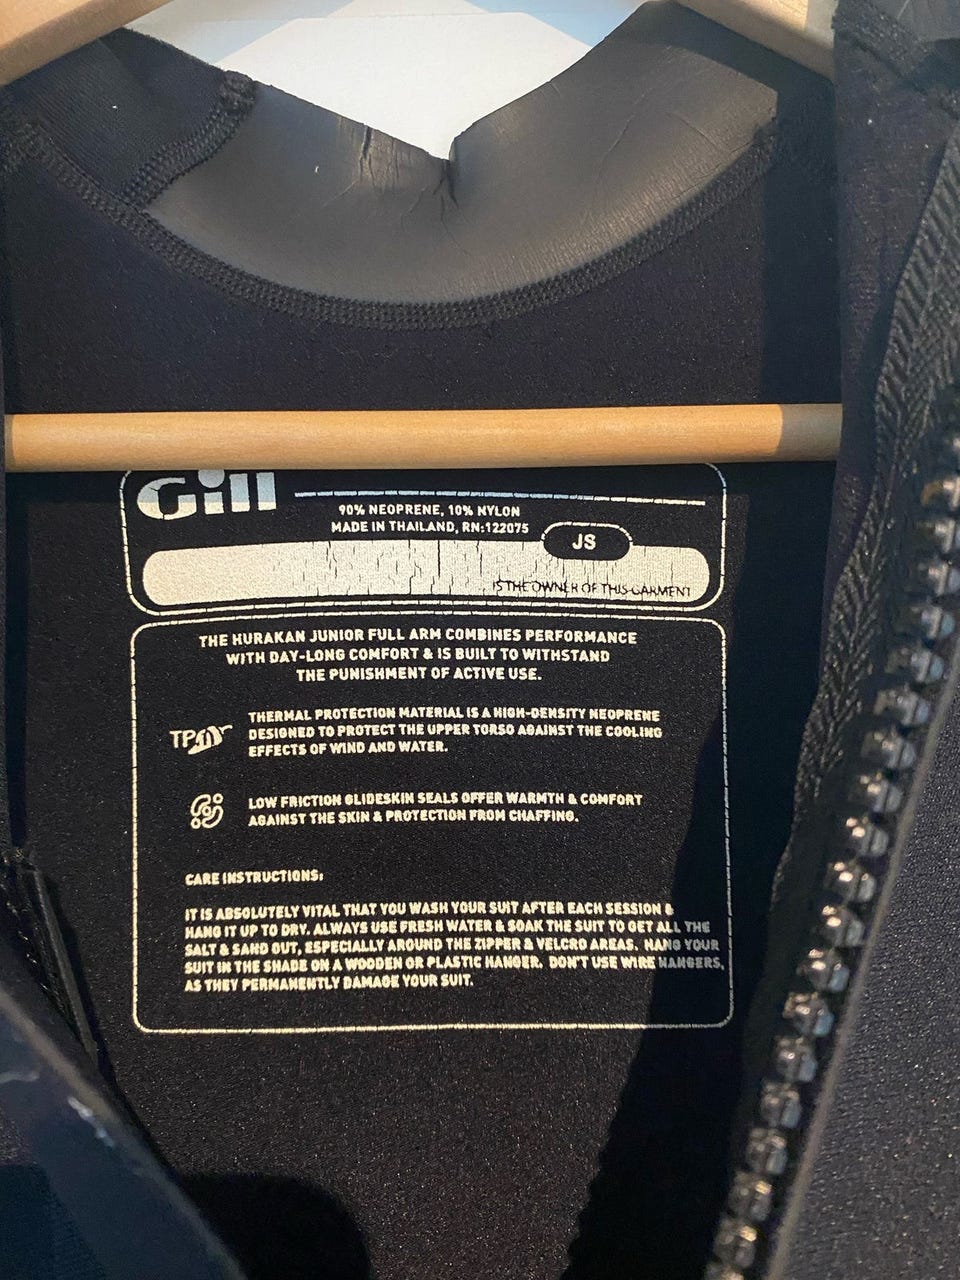 Gill
90% NEOPRENE, 10% NYLON
MADE IN THAILAND, RN:122075
JS
IS THE OWNER OF THIS GARMENT
THE HURAKAN JUNIOR FULL ARM COMBINES PERFORMANCE
WITH DAY-LONG COMFORT & IS BUILT TO WITHSTAND
THE PUNISHMENT OF ACTIVE USE.
TPM
THERMAL PROTECTION MATERIAL IS A HIGH-DENSITY NEOPRENE
DESIGNED TO PROTECT THE UPPER TORSO AGAINST THE COOLING
EFFECTS OF WIND AND WATER.
LOW FRICTION GLIDESKIN SEALS OFFER WARMTH & COMFORT
AGAINST THE SKIN & PROTECTION FROM CHAFFING.
CARE INSTRUCTIONS:
IT IS ABSOLUTELY VITAL THAT YOU WASH YOUR SUIT AFTER EACH SESSION &
HANG IT UP TO DRY. ALWAYS USE FRESH WATER & SOAK THE SUIT TO GET ALL THE
SALT & SAND OUT, ESPECIALLY AROUND THE ZIPPER & VELCRO AREAS. HANG YOUR
SUIT IN THE SHADE ON A WOODEN OR PLASTIC HANGER. DON'T USE WIRE HANGERS,
AS THEY PERMANENTLY DAMAGE YOUR SUIT.